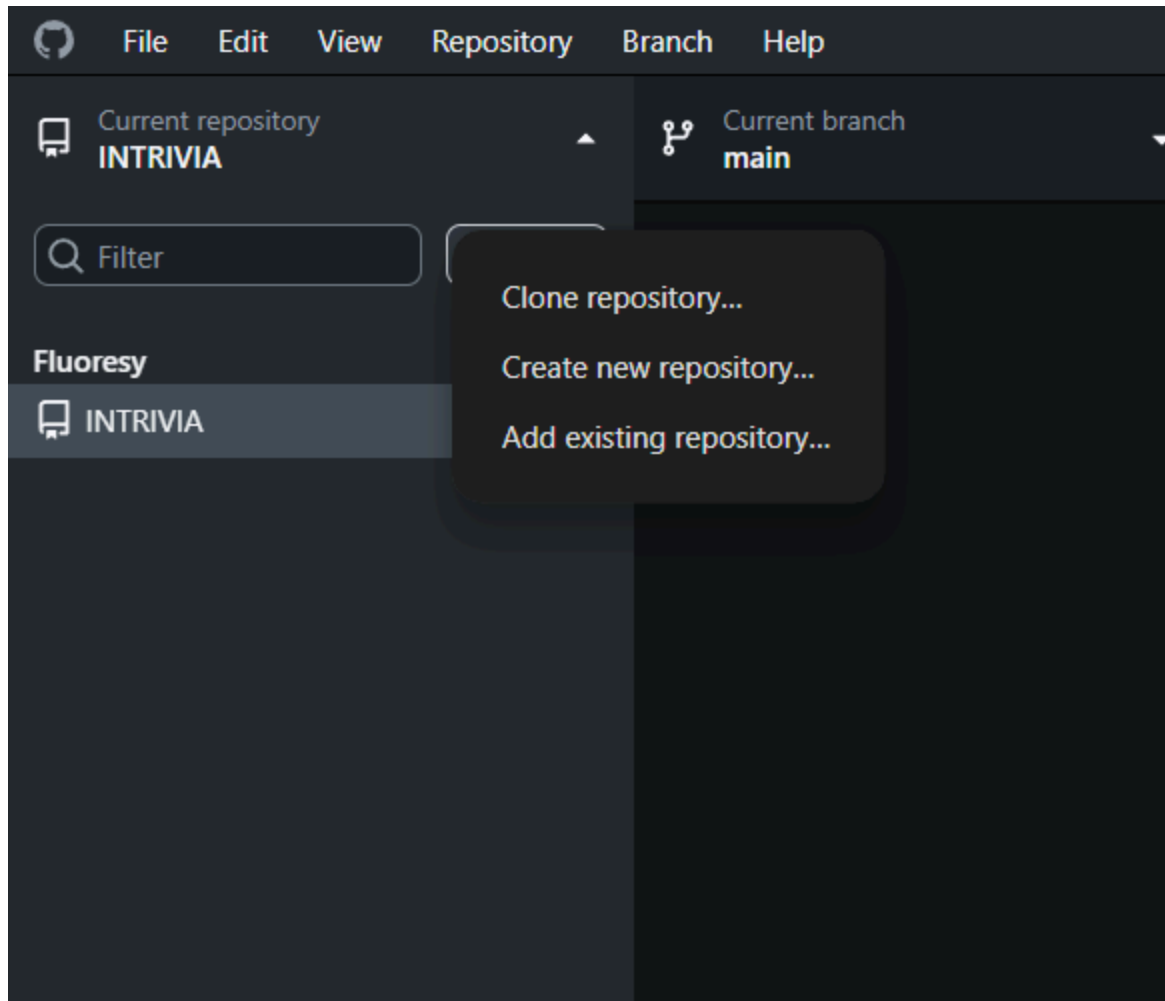 File Edit View Repository Branch Help
Current repository
INTRIVIA
Current branch
main
Filter
Clone repository...
Create new repository...
Add existing repository...
Fluoresy
INTRIVIA